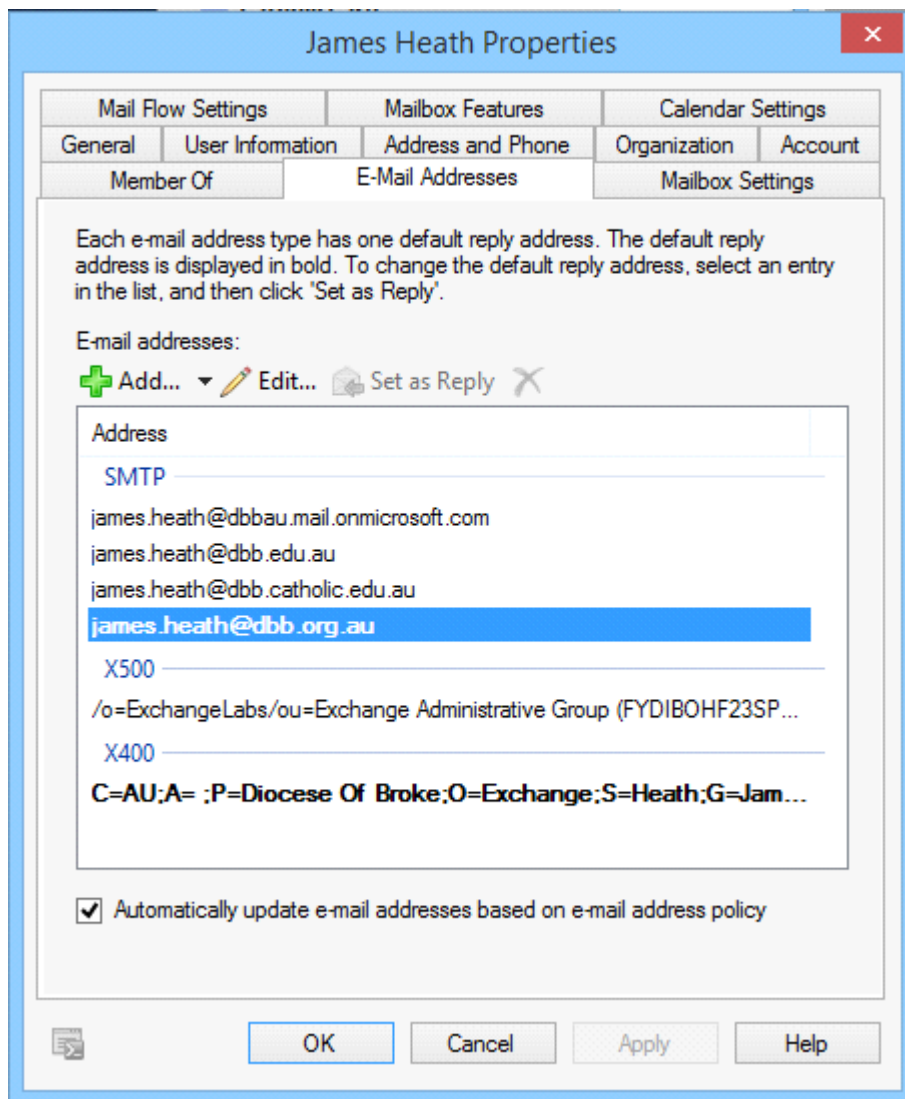 James Heath Properties
Mail Flow Settings Mailbox Features Calendar Settings
General User Information Address and Phone Organization Account
Member Of E-Mail Addresses Mailbox Settings
Each e-mail address type has one default reply address. The default reply
address is displayed in bold. To change the default reply address, select an entry
in the list, and then click 'Set as Reply'.
E-mail addresses:
Add... Edit... Set as Reply
Address
SMTP
james.heath@dbbau.mail.onmicrosoft.com
james.heath@dbb.edu.au
james.heath@dbb.catholic.edu.au
james.heath@dbb.org.au
X500
/o=ExchangeLabs/ou=Exchange Administrative Group (FYDIBOHF23SP...
X400
C=AU;A= ;P=Diocese Of Broke;O=Exchange;S=Heath;G=Jam...
Automatically update e-mail addresses based on e-mail address policy
OK Cancel Apply Help